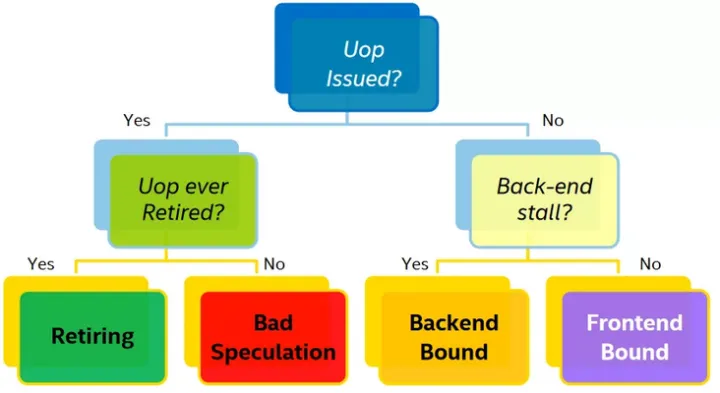 Uop
Issued?
Yes
No
Uop ever
Retired?
Back-end
stall?
Yes
No
Yes
No
Retiring
Bad
Speculation
Backend
Bound
Frontend
Bound